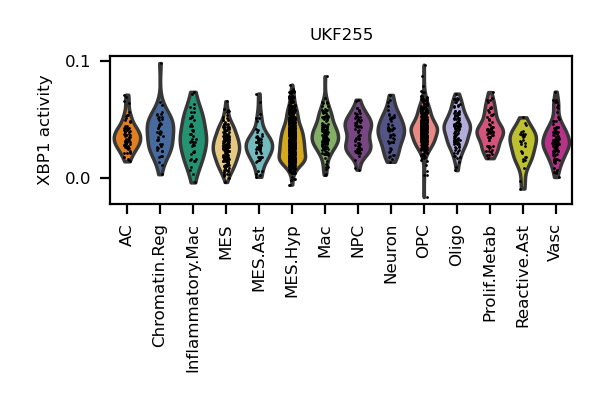 UKF255
XBP1 activity
0.1
0.0
AC
Chromatin.Reg
Inflammatory.Mac
MES
MES.Ast
MES.Hyp
Mac
NPC
Neuron
OPC
Oligo
Prolif.Metab
Reactive.Ast
Vasc